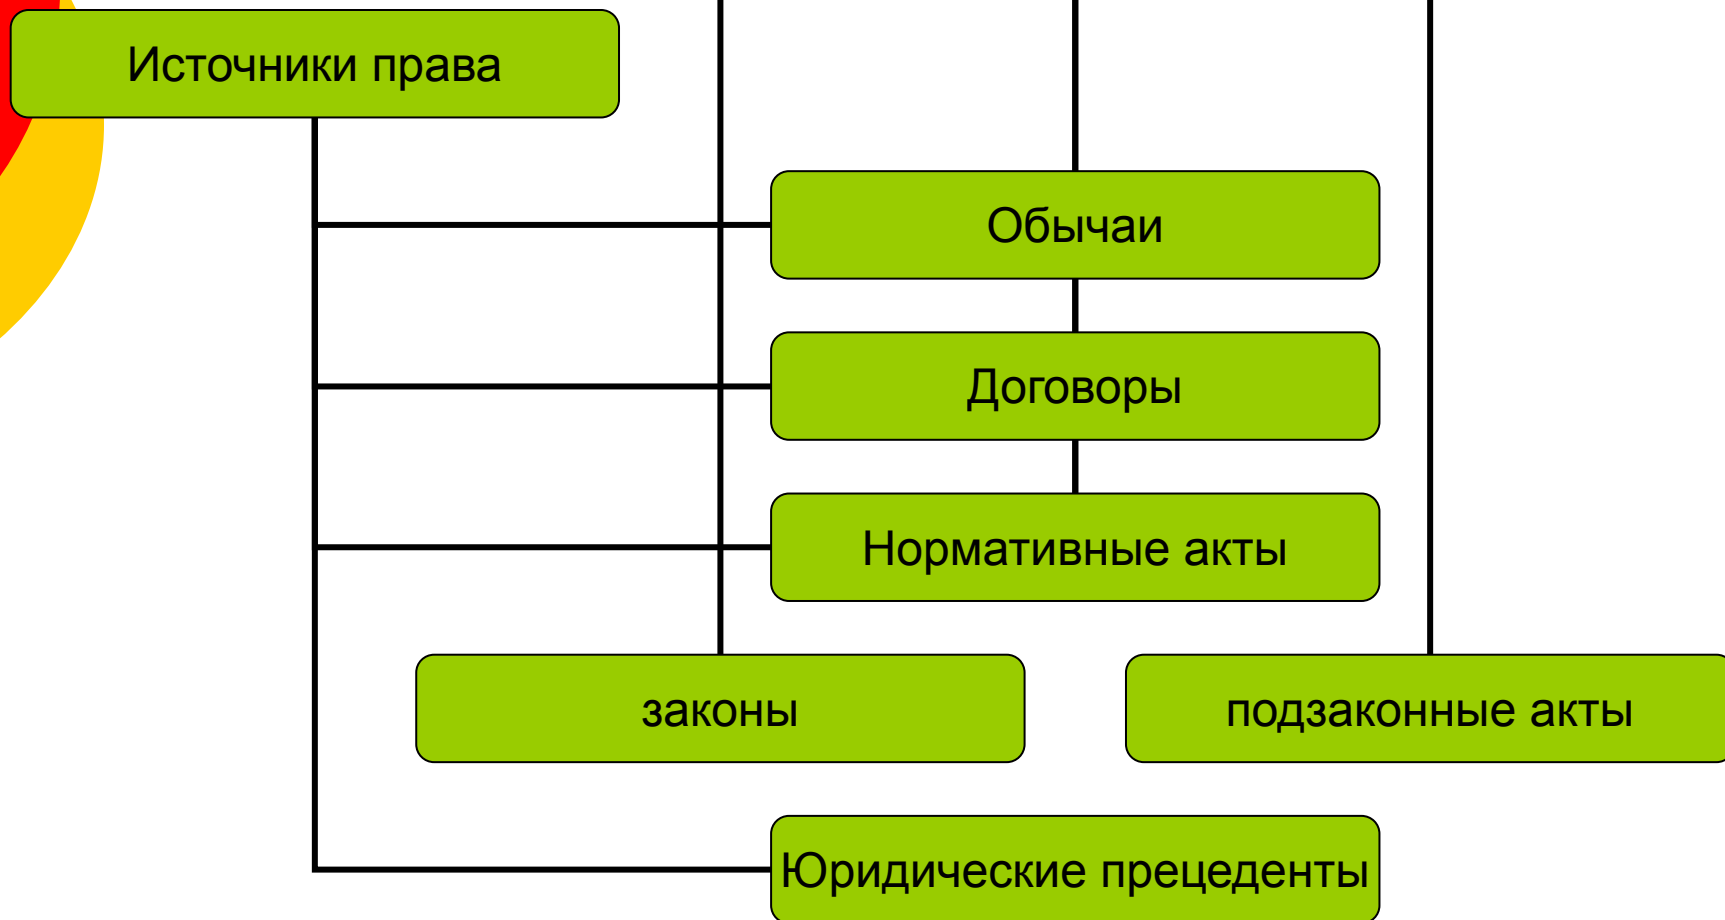 Источники права
Обычаи
Договоры
Нормативные акты
законы
подзаконные акты
Юридические прецеденты